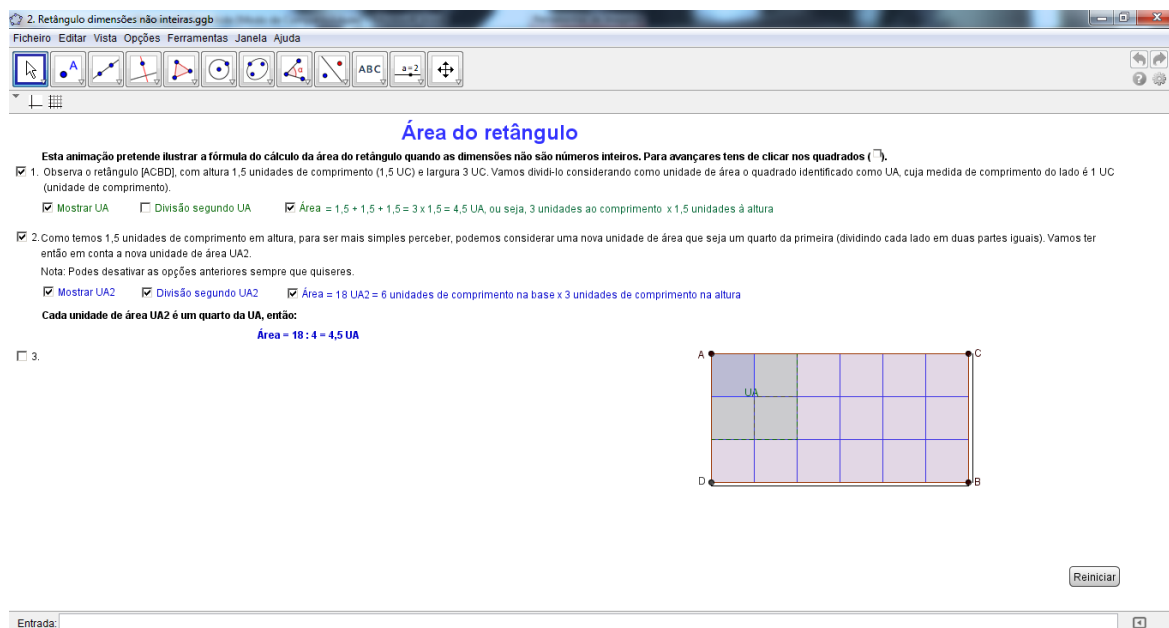 2. Retângulo dimensões não inteiras.ggb
Ficheiro Editar Vista Opções Ferramentas Janela Ajuda
A
α
ABC
a=2
Área do retângulo
Esta animação pretende ilustrar a fórmula do cálculo da área do retângulo quando as dimensões não são números inteiros. Para avançares tens de clicar nos quadrados ( ).
1. Observa o retângulo [ACBD], com altura 1,5 unidades de comprimento (1,5 UC) e largura 3 UC. Vamos dividi-lo considerando como unidade de área o quadrado identificado como UA, cuja medida de comprimento do lado é 1 UC
(unidade de comprimento).
Mostrar UA Divisão segundo UA Área = 1,5 + 1,5 + 1,5 = 3 x 1,5 = 4,5 UA, ou seja, 3 unidades ao comprimento x 1,5 unidades à altura
2. Como temos 1,5 unidades de comprimento em altura, para ser mais simples perceber, podemos considerar uma nova unidade de área que seja um quarto da primeira (dividindo cada lado em duas partes iguais). Vamos ter
então em conta a nova unidade de área UA2.
Nota: Podes desativar as opções anteriores sempre que quiseres.
Mostrar UA2 Divisão segundo UA2 Área = 18 UA2 = 6 unidades de comprimento na base x 3 unidades de comprimento na altura
Cada unidade de área UA2 é um quarto da UA, então:
Área = 18 : 4 = 4,5 UA
3.
A C
UA
D B
Reiniciar
Entrada: